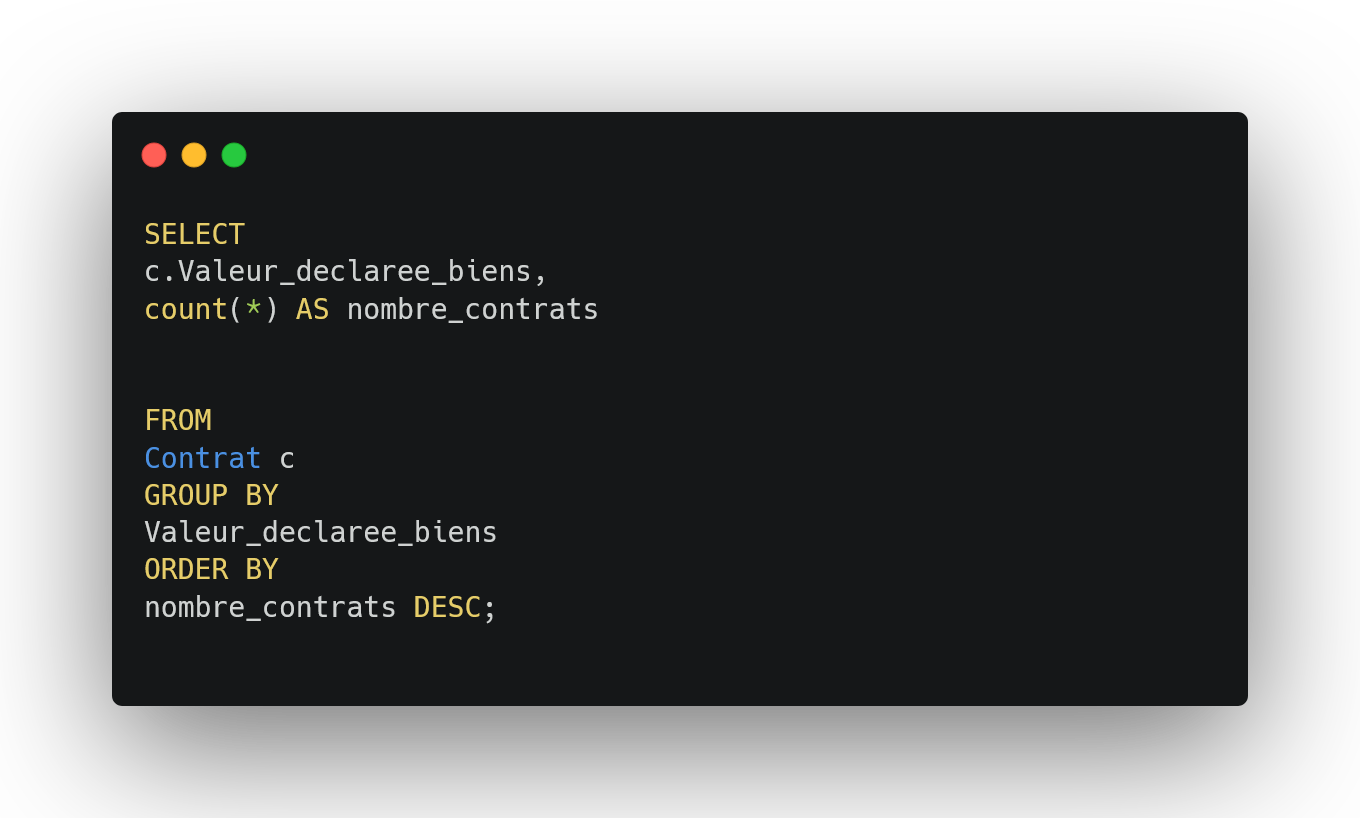 SELECT
c.Valeur_declaree_biens,
count(*) AS nombre_contrats
FROM
Contrat c
GROUP BY
Valeur_declaree_biens
ORDER BY
nombre_contrats DESC;